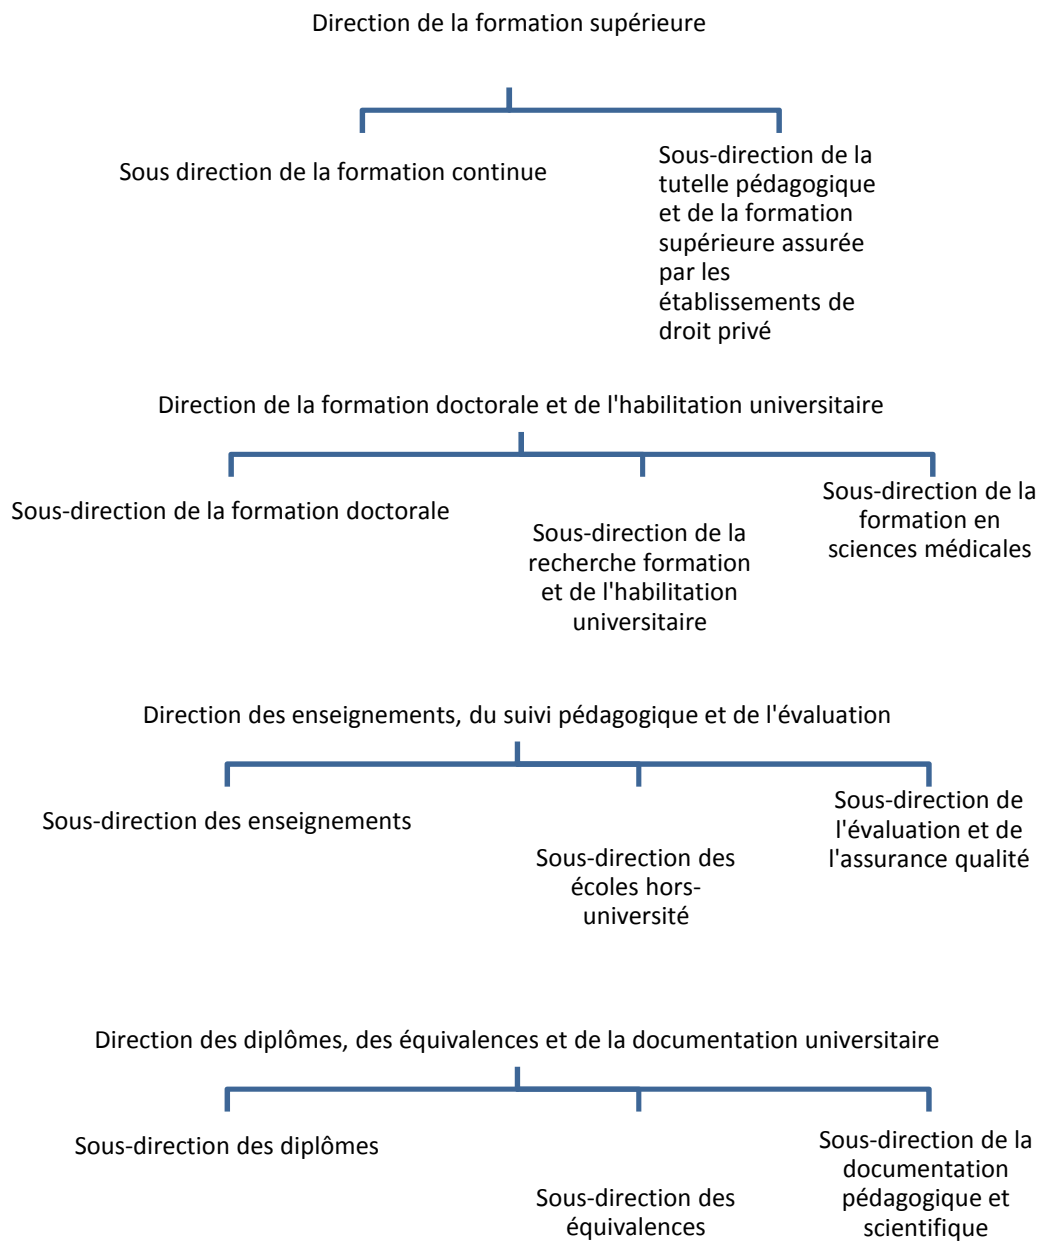 Direction de la formation supérieure
Sous direction de la formation continue
Sous-direction de la
tutelle pédagogique
et de la formation
supérieure assurée
par les
établissements de
droit privé
Direction de la formation doctorale et de l'habilitation universitaire
Sous-direction de la formation doctorale
Sous-direction de la
recherche formation
et de l'habilitation
universitaire
Sous-direction de la
formation en
sciences médicales
Direction des enseignements, du suivi pédagogique et de l'évaluation
Sous-direction des enseignements
Sous-direction des
écoles hors-
université
Sous-direction de
l'évaluation et de
l'assurance qualité
Direction des diplômes, des équivalences et de la documentation universitaire
Sous-direction des diplômes
Sous-direction des
équivalences
Sous-direction de la
documentation
pédagogique et
scientifique